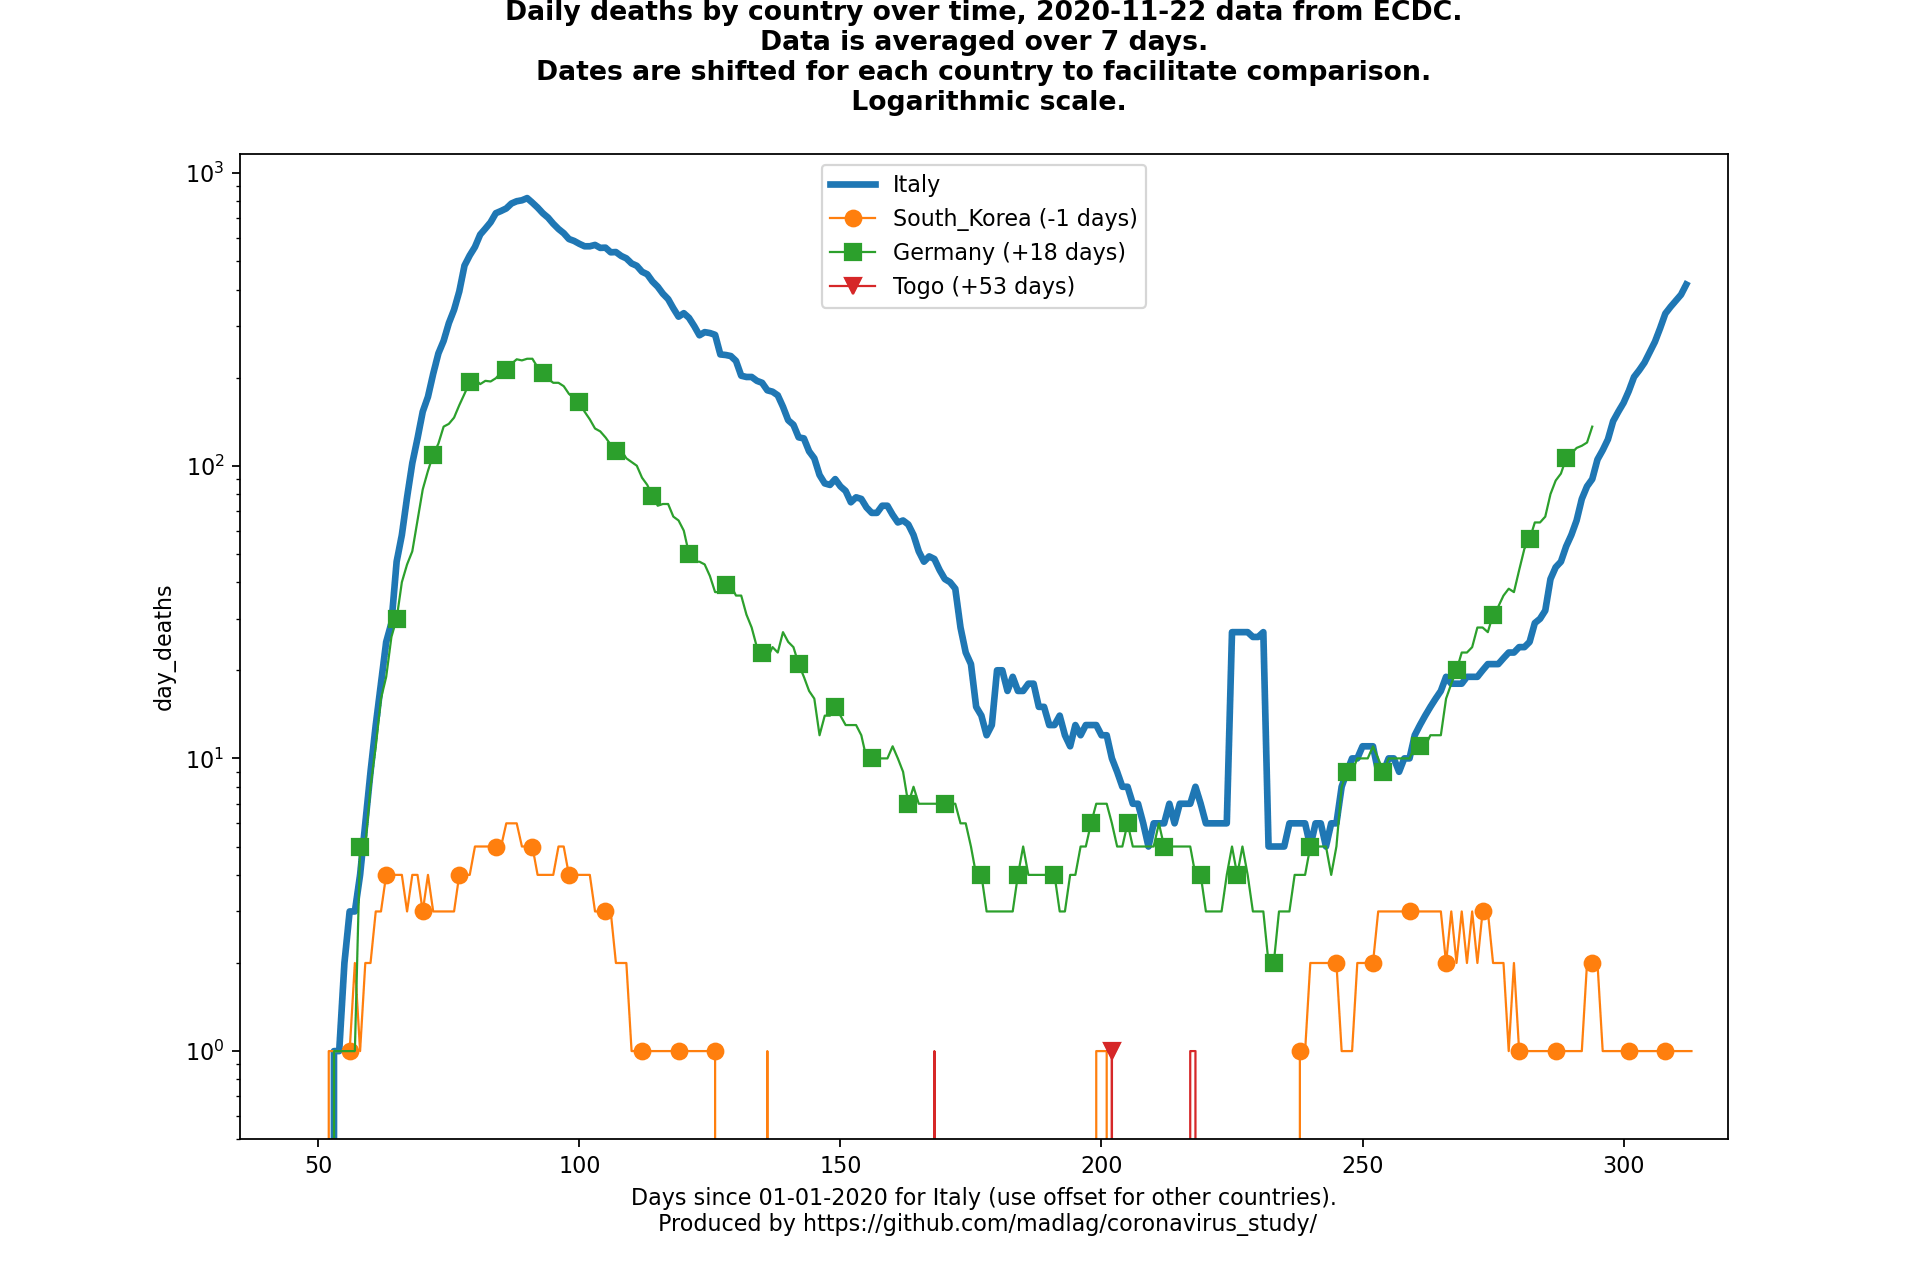 Daily deaths by country over time, 2020-11-22 data from ECDC.
Data is averaged over 7 days.
Dates are shifted for each country to facilitate comparison.
Logarithmic scale.
10³
Italy
South_Korea (-1 days)
Germany (+18 days)
Togo (+53 days)
10²
day_deaths
10¹
10⁰
50 100 150 200 250 300
Days since 01-01-2020 for Italy (use offset for other countries).
Produced by https://github.com/madlag/coronavirus_study/